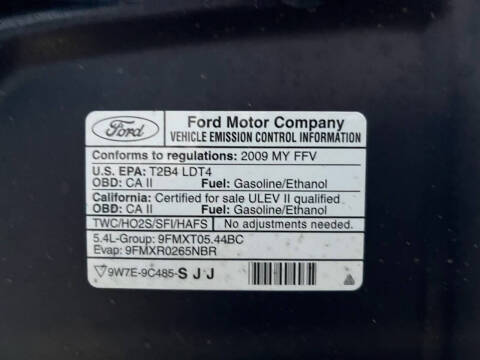 Ford
Ford Motor Company
VEHICLE EMISSION CONTROL INFORMATION
Conforms to regulations: 2009 MY FFV
U.S. EPA: T2B4 LDT4
OBD: CA II Fuel: Gasoline/Ethanol
California: Certified for sale ULEV II qualified
OBD: CA II Fuel: Gasoline/Ethanol
TWC/HO2S/SFI/HAFS No adjustments needed.
5.4L-Group: 9FMXT05.44BC
Evap: 9FMXR0265NBR
9W7E-9C485-S J J